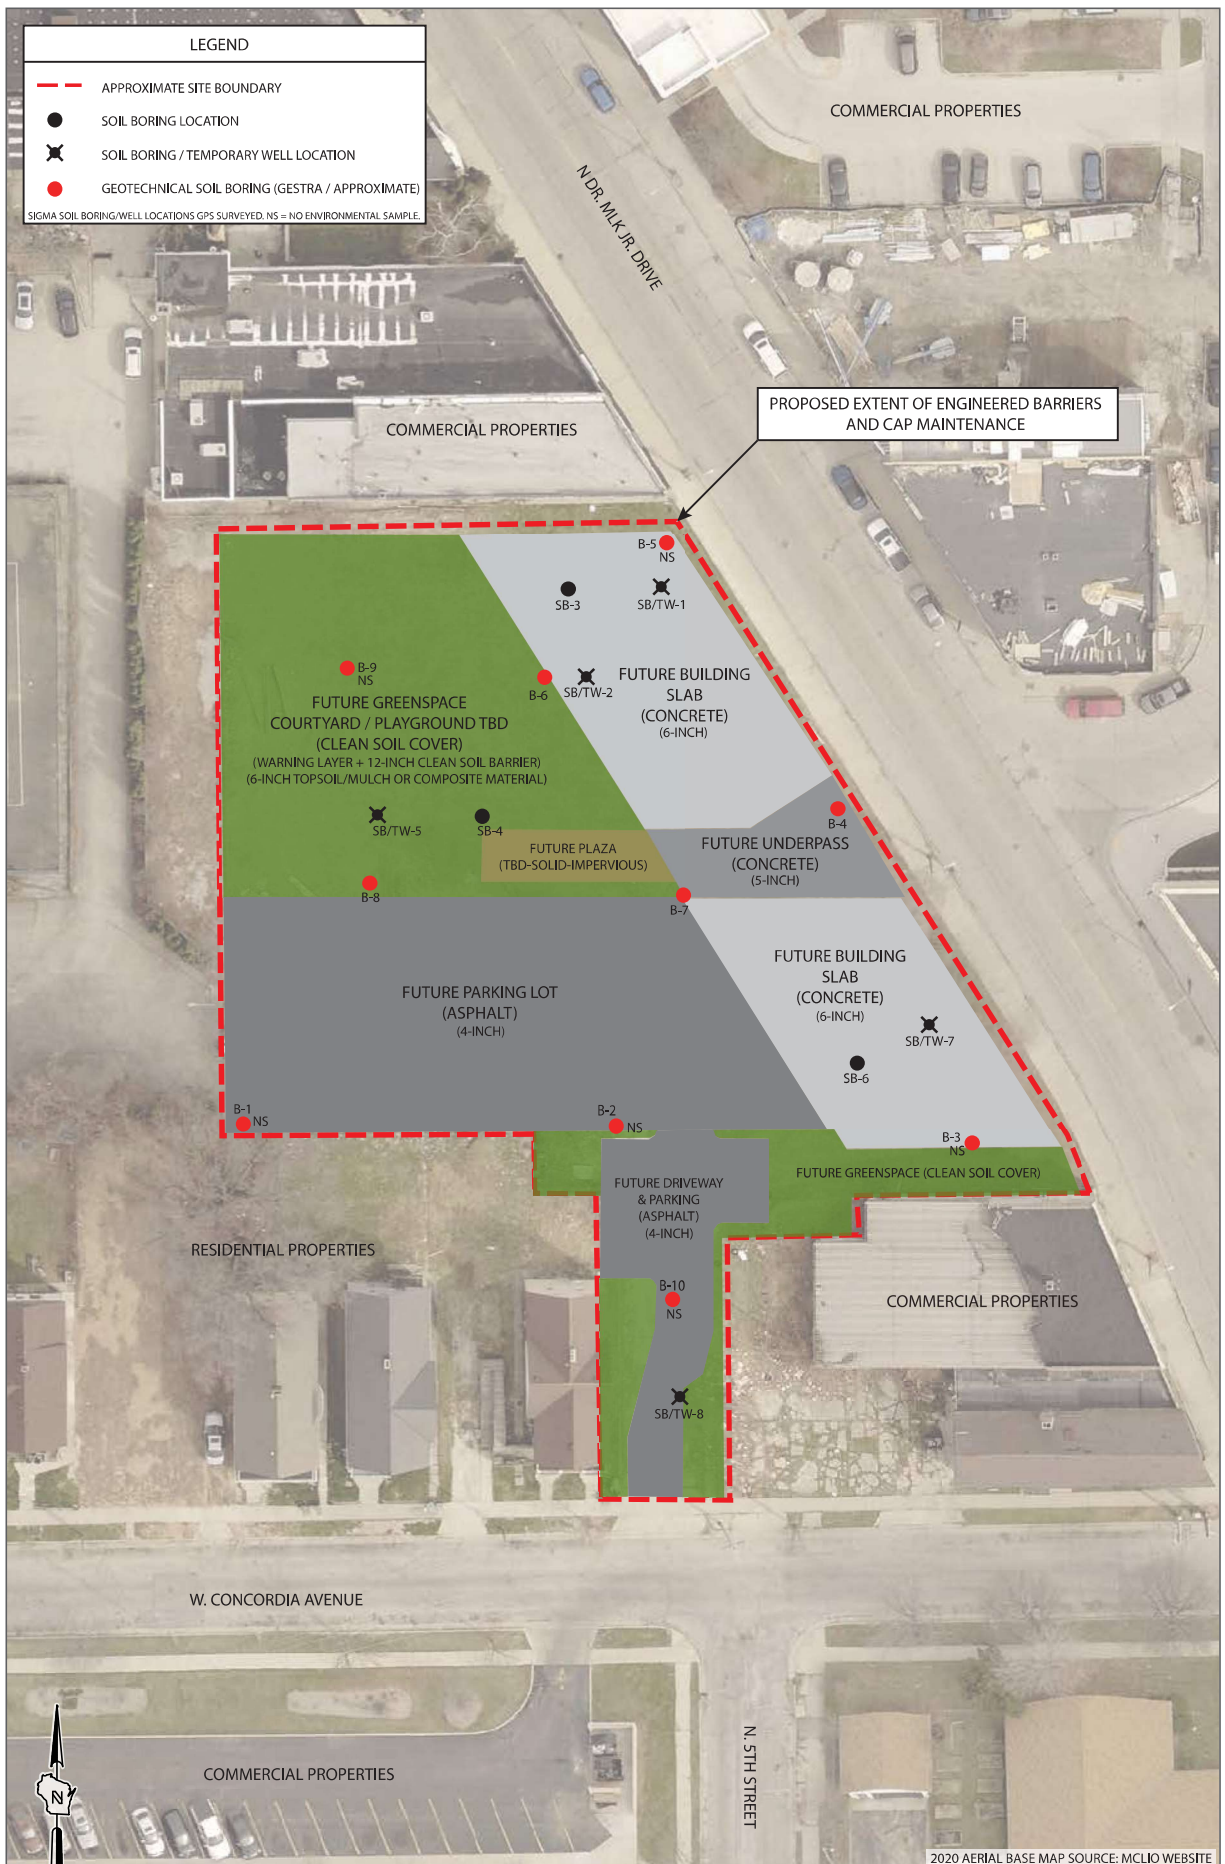 LEGEND
APPROXIMATE SITE BOUNDARY
SOIL BORING LOCATION
SOIL BORING / TEMPORARY WELL LOCATION
GEOTECHNICAL SOIL BORING (GESTRA / APPROXIMATE)
SIGMA SOIL BORING/WELL LOCATIONS GPS SURVEYED. NS = NO ENVIRONMENTAL SAMPLE.
COMMERCIAL PROPERTIES
N DR. MLK JR. DRIVE
PROPOSED EXTENT OF ENGINEERED BARRIERS
AND CAP MAINTENANCE
COMMERCIAL PROPERTIES
B-5
NS
SB-3
SB/TW-1
B-9
NS
B-6
SB/TW-2
FUTURE BUILDING
SLAB
(CONCRETE)
(6-INCH)
FUTURE GREENSPACE
COURTYARD / PLAYGROUND TBD
(CLEAN SOIL COVER)
(WARNING LAYER + 12-INCH CLEAN SOIL BARRIER)
(6-INCH TOPSOIL/MULCH OR COMPOSITE MATERIAL)
SB/TW-5
SB-4
B-4
FUTURE PLAZA
(TBD-SOLID-IMPERVIOUS)
FUTURE UNDERPASS
(CONCRETE)
(5-INCH)
B-8
B-7
FUTURE BUILDING
SLAB
(CONCRETE)
(6-INCH)
FUTURE PARKING LOT
(ASPHALT)
(4-INCH)
SB/TW-7
SB-6
B-1
NS
B-2
NS
B-3
NS
FUTURE GREENSPACE (CLEAN SOIL COVER)
FUTURE DRIVEWAY
& PARKING
(ASPHALT)
(4-INCH)
RESIDENTIAL PROPERTIES
B-10
NS
COMMERCIAL PROPERTIES
SB/TW-8
W. CONCORDIA AVENUE
N. 5TH STREET
COMMERCIAL PROPERTIES
N
2020 AERIAL BASE MAP SOURCE: MCLIO WEBSITE